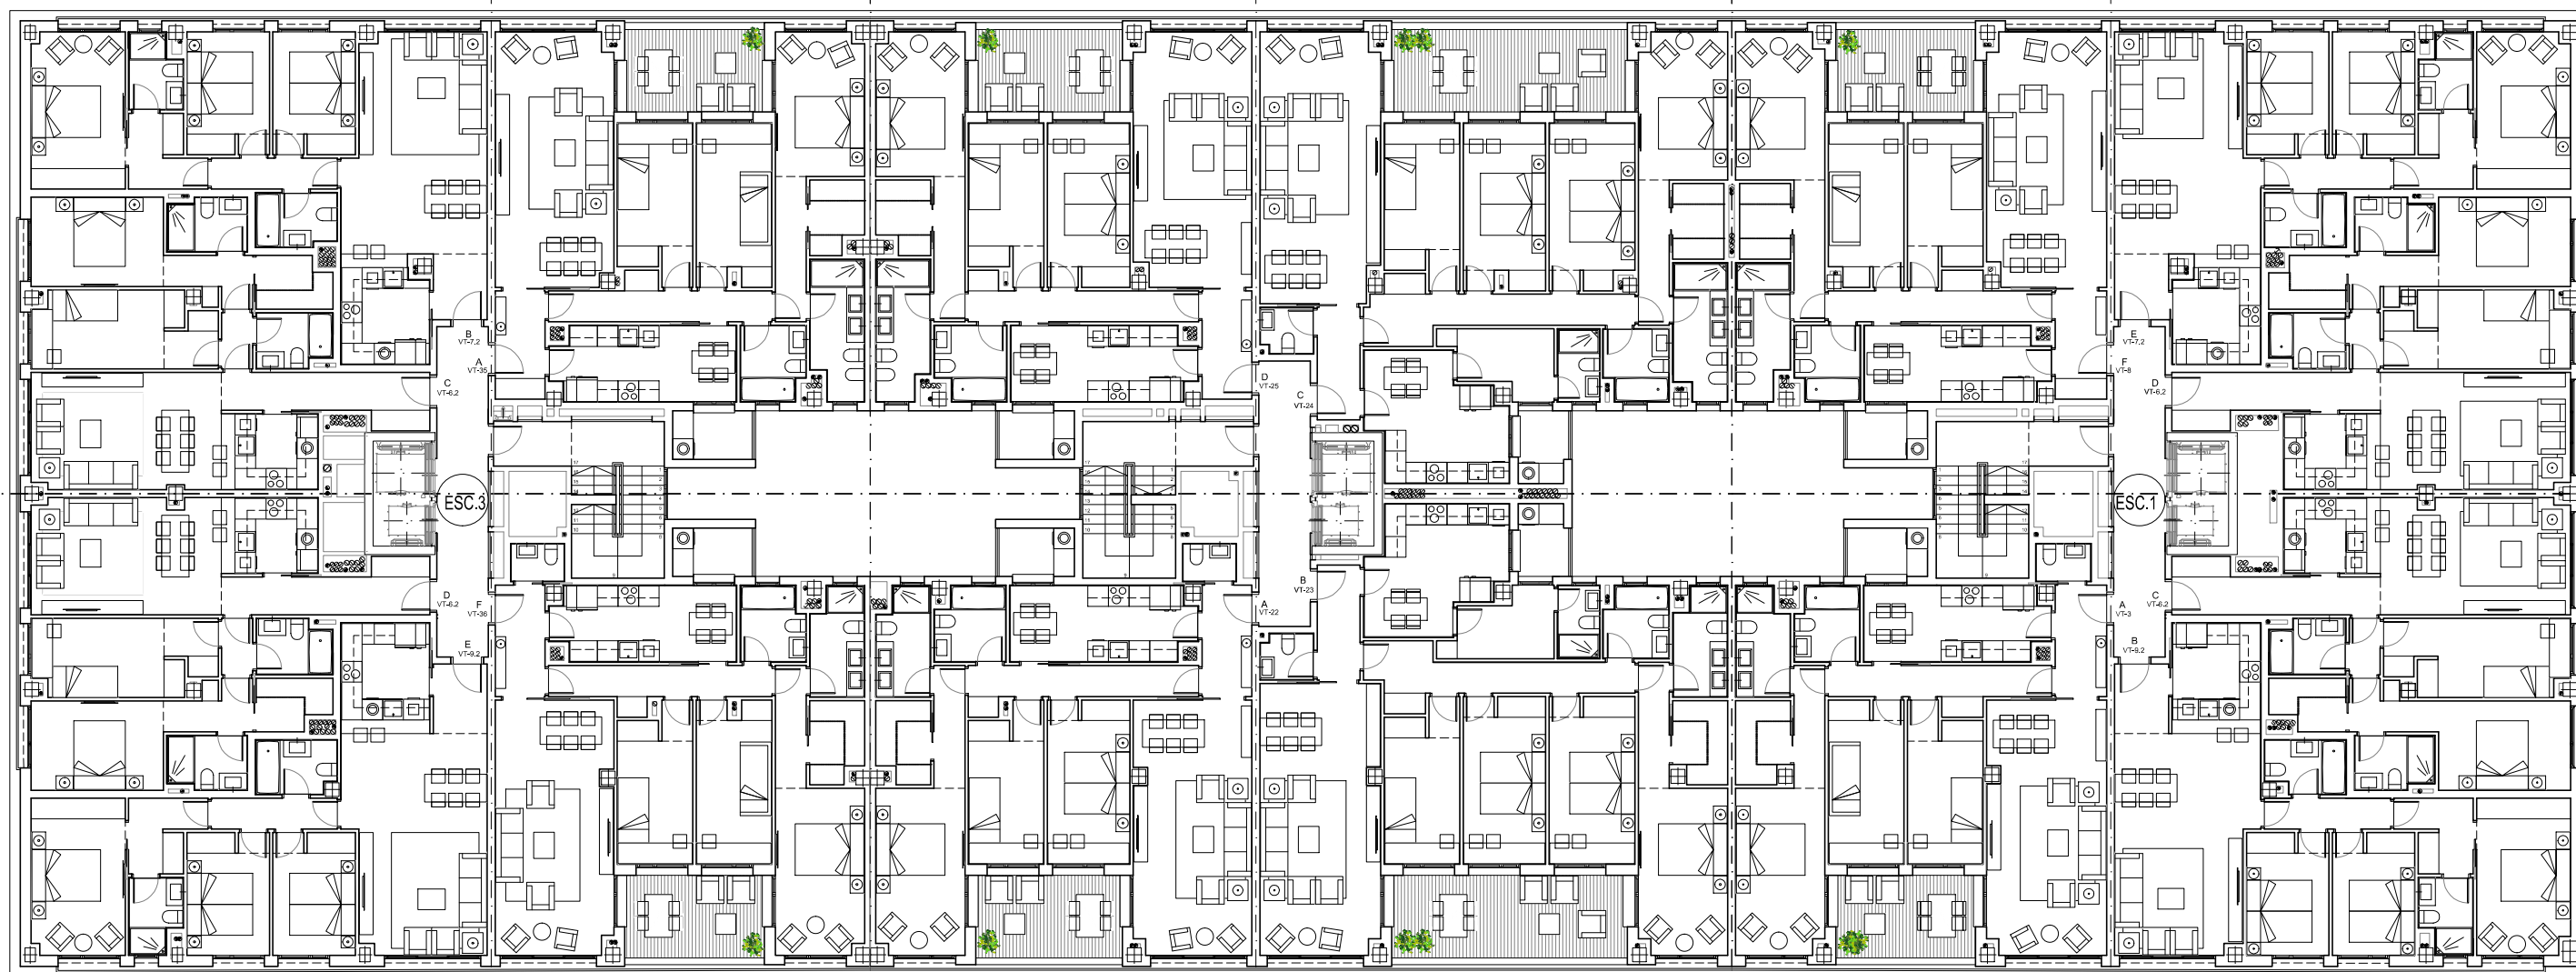 B
VT-7.2
A
VT-35
C
VT-6.2
D
VT-25
C
VT-24
E
VT-7.2
F
VT-8
D
VT-6.2
ESC.3
ESC.1
D
VT-6.2
F
VT-36
E
VT-9.2
B
VT-23
A
VT-22
C
VT-6.2
A
VT-3
B
VT-9.2